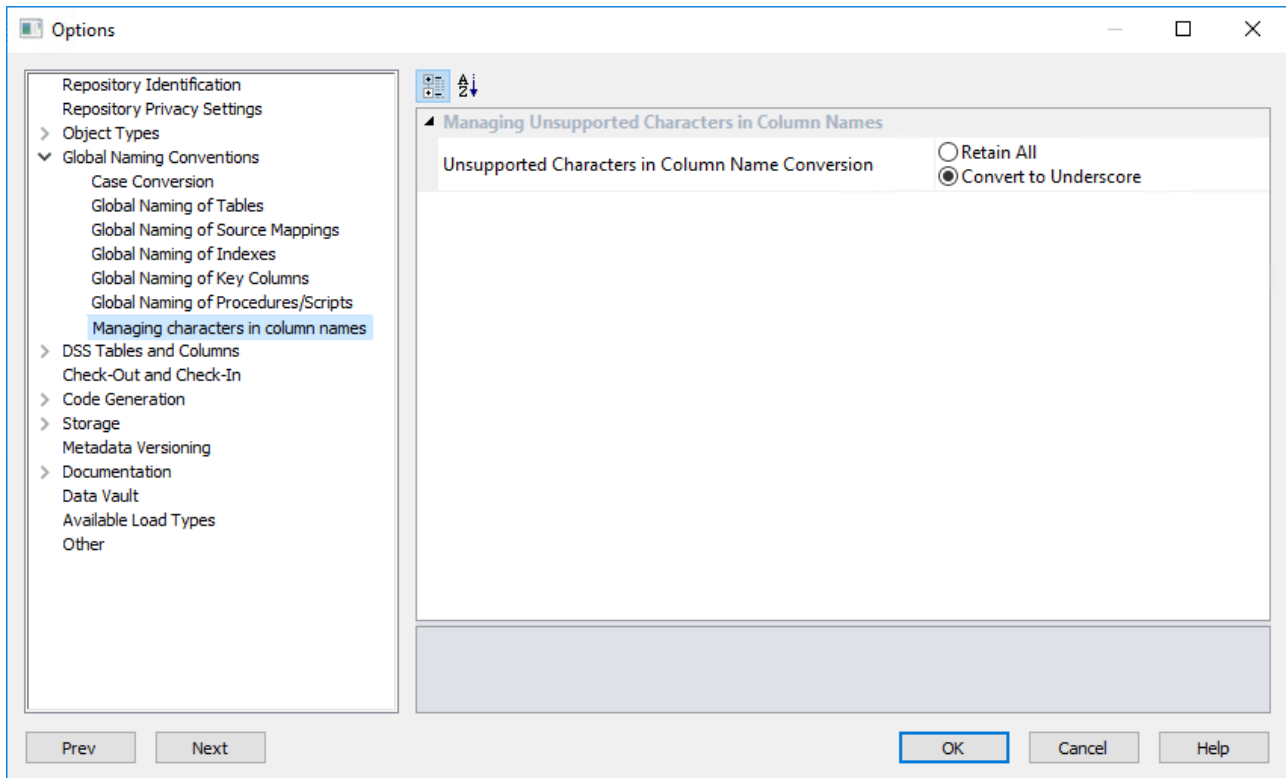 Options
Repository Identification
Repository Privacy Settings
Object Types
Global Naming Conventions
Case Conversion
Global Naming of Tables
Global Naming of Source Mappings
Global Naming of Indexes
Global Naming of Key Columns
Global Naming of Procedures/Scripts
Managing characters in column names
DSS Tables and Columns
Check-Out and Check-In
Code Generation
Storage
Metadata Versioning
Documentation
Data Vault
Available Load Types
Other
Managing Unsupported Characters in Column Names
Unsupported Characters in Column Name Conversion
Retain All
Convert to Underscore
Prev Next OK Cancel Help